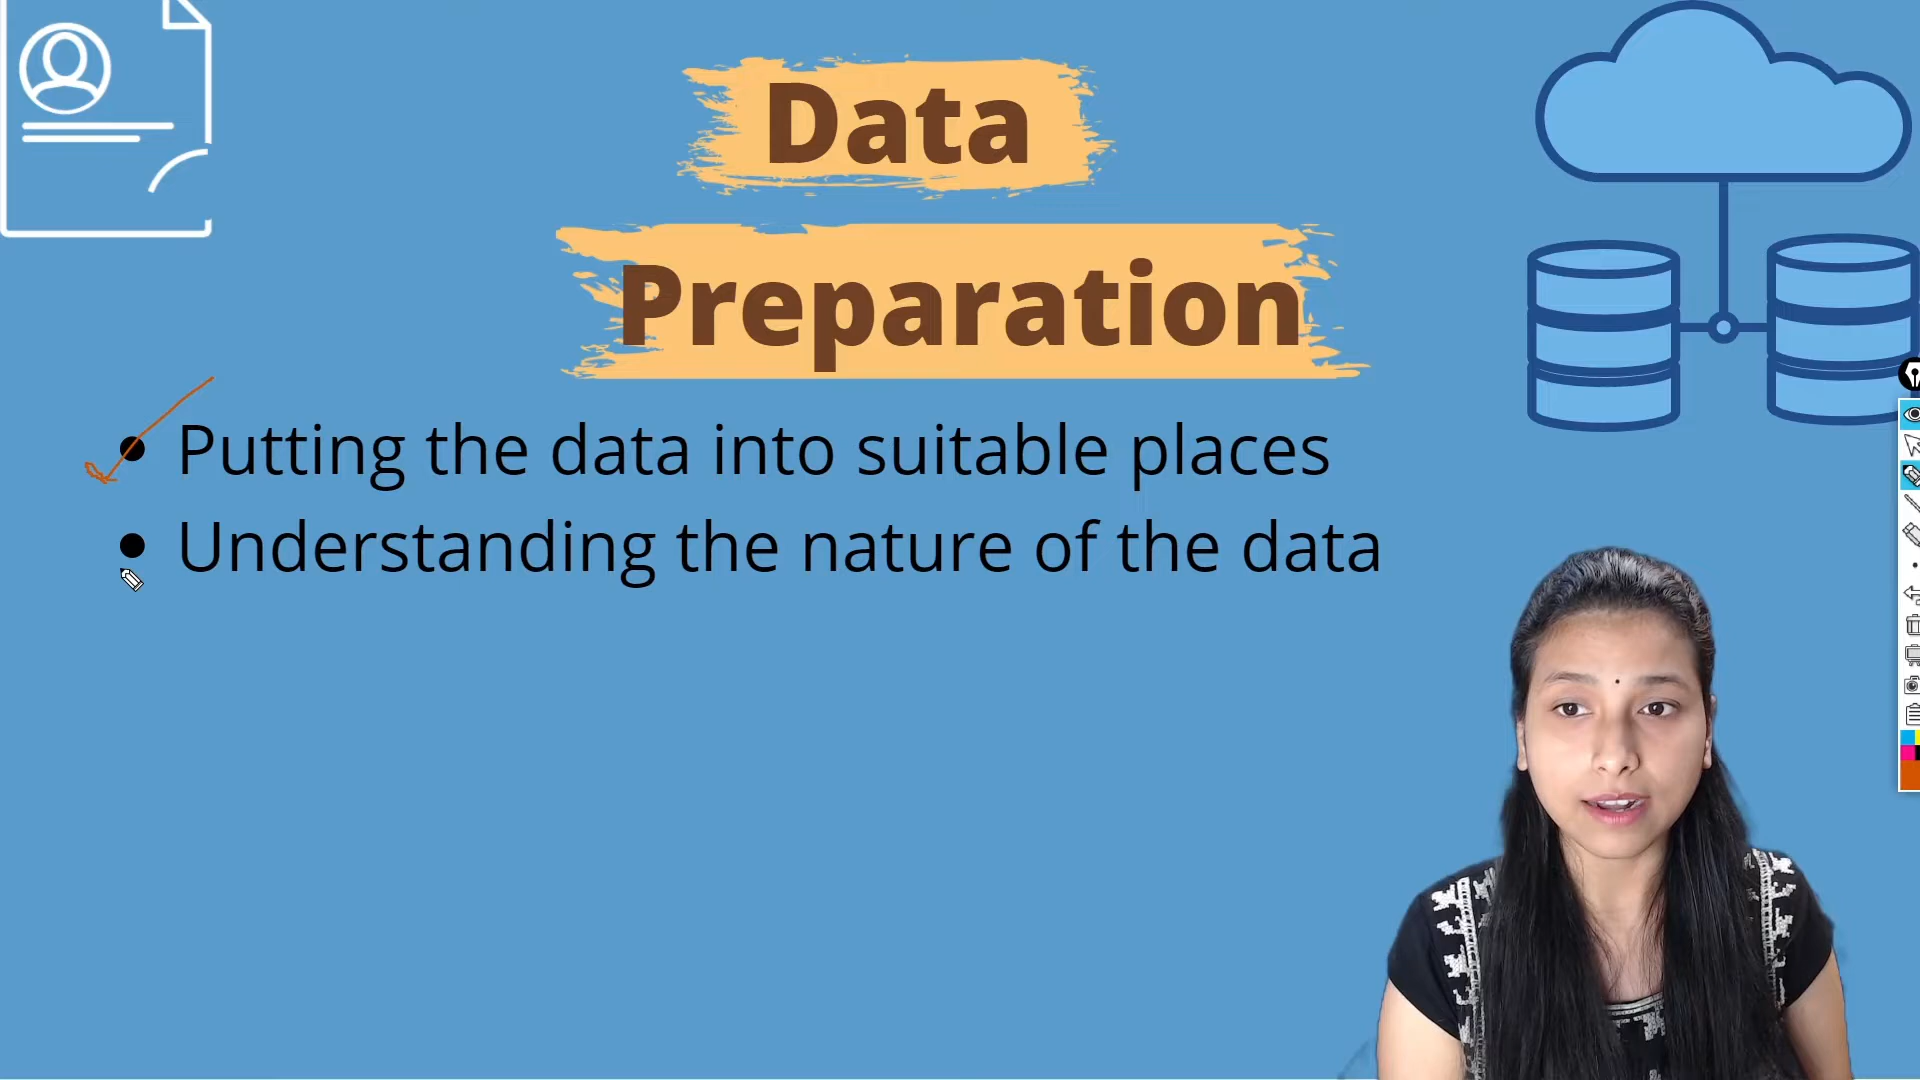 Data
Preparation
Putting the data into suitable places
Understanding the nature of the data